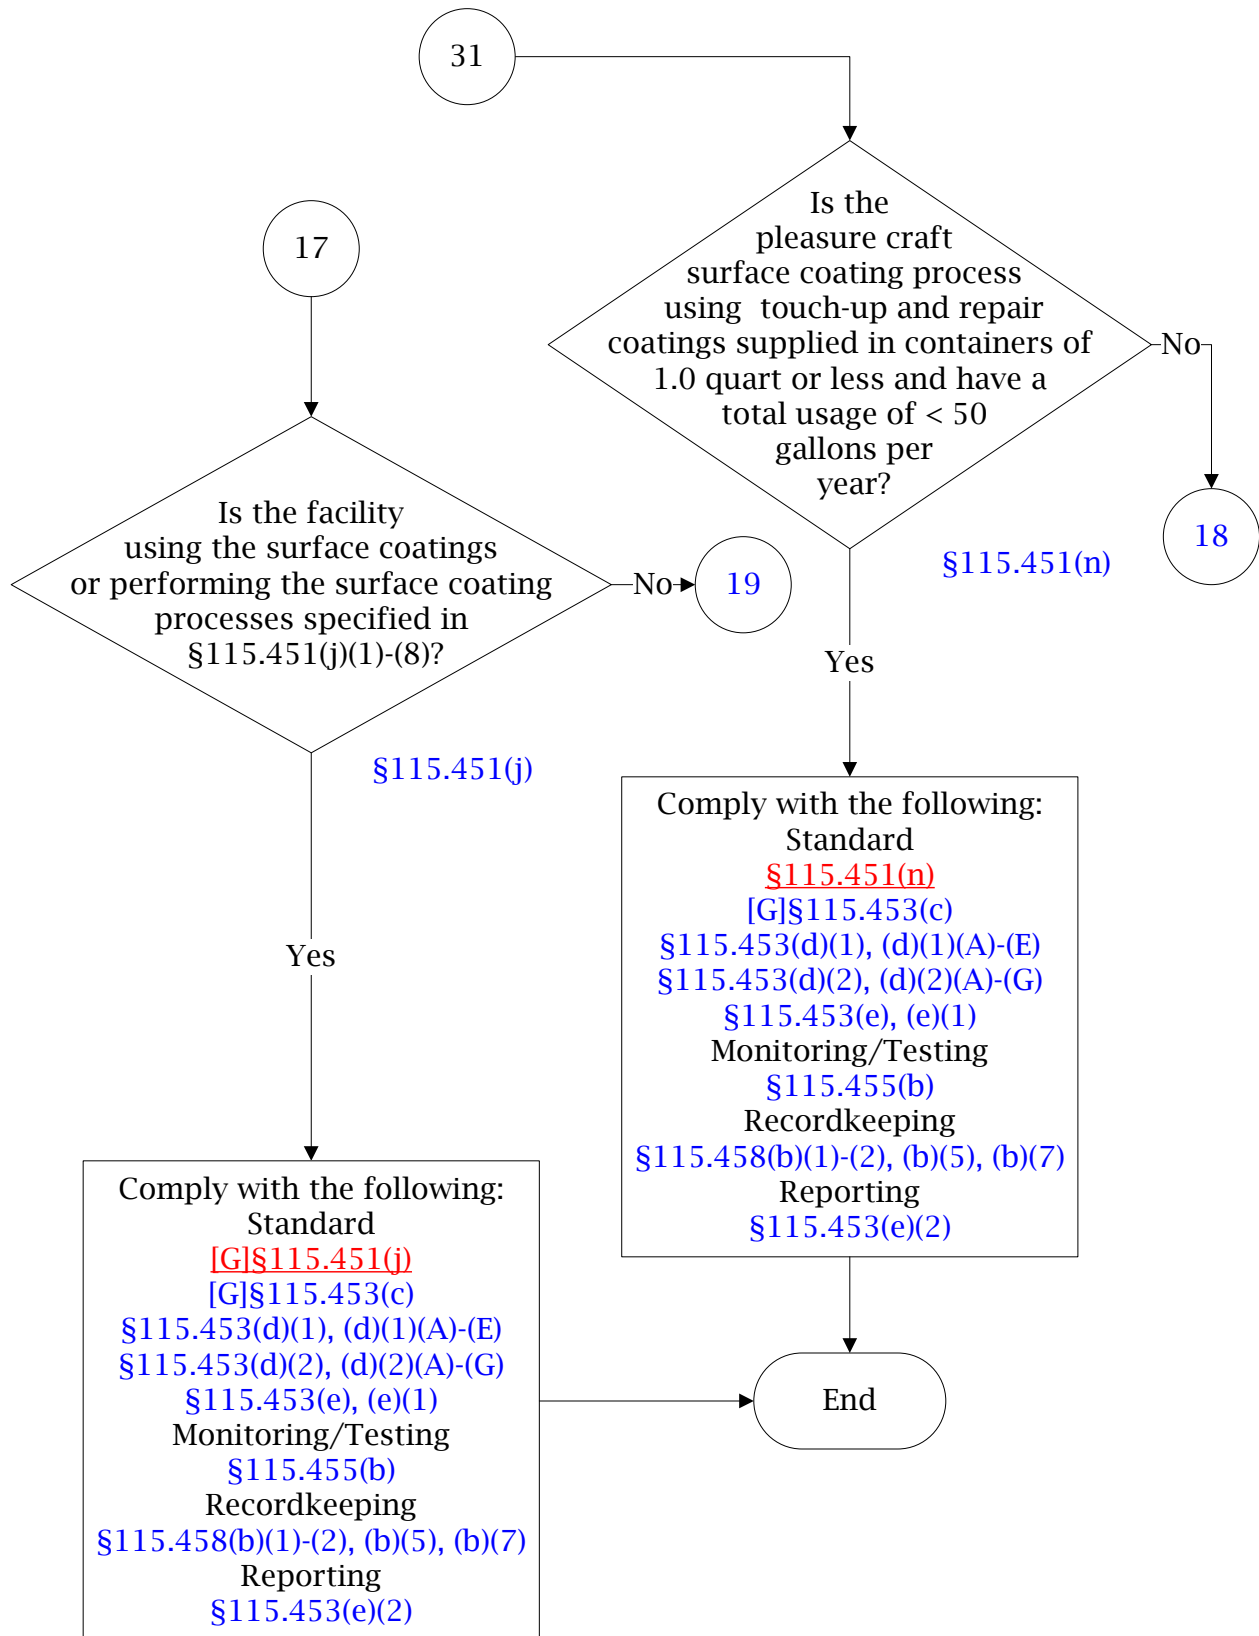 31
Is the
pleasure craft
surface coating process
using touch-up and repair
coatings supplied in containers of
1.0 quart or less and have a
total usage of < 50
gallons per
year?
No
18
§115.451(n)
Yes
Comply with the following:
Standard
§115.451(n)
[G]§115.453(c)
§115.453(d)(1), (d)(1)(A)-(E)
§115.453(d)(2), (d)(2)(A)-(G)
§115.453(e), (e)(1)
Monitoring/Testing
§115.455(b)
Recordkeeping
§115.458(b)(1)-(2), (b)(5), (b)(7)
Reporting
§115.453(e)(2)
17
Is the facility
using the surface coatings
or performing the surface coating
processes specified in
§115.451(j)(1)-(8)?
No
19
§115.451(j)
Yes
Comply with the following:
Standard
[G]§115.451(j)
[G]§115.453(c)
§115.453(d)(1), (d)(1)(A)-(E)
§115.453(d)(2), (d)(2)(A)-(G)
§115.453(e), (e)(1)
Monitoring/Testing
§115.455(b)
Recordkeeping
§115.458(b)(1)-(2), (b)(5), (b)(7)
Reporting
§115.453(e)(2)
End